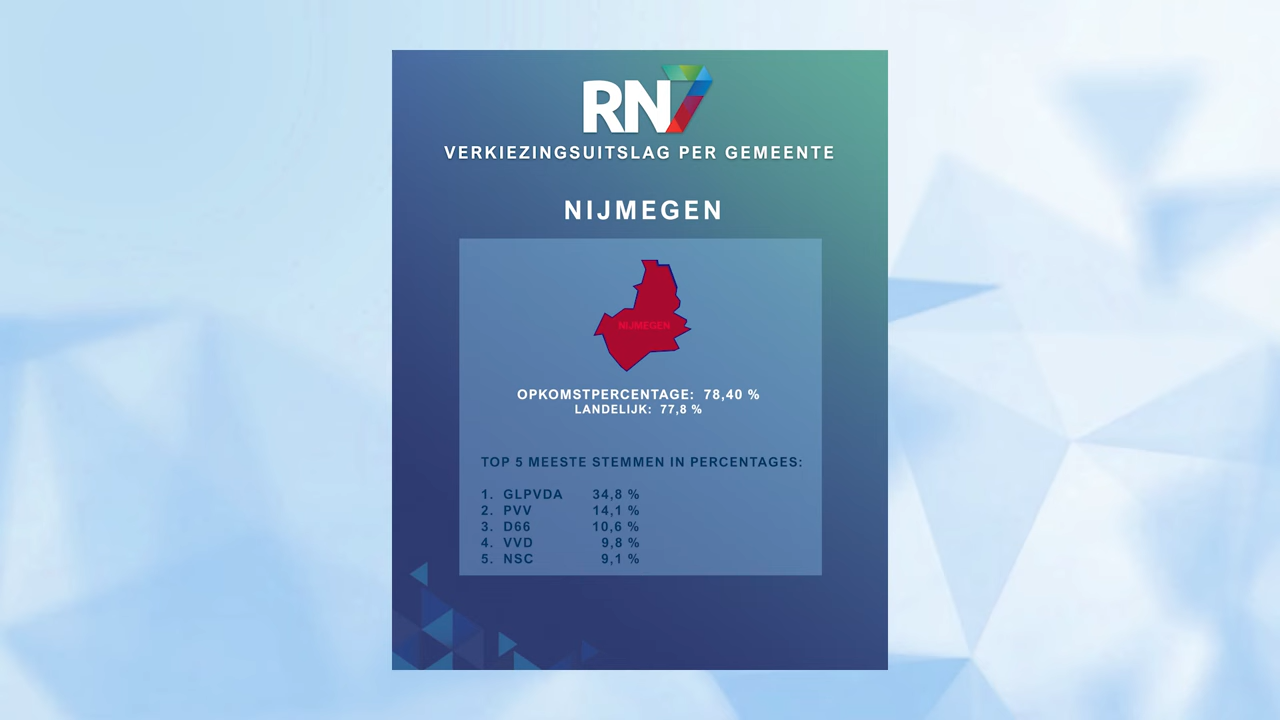 RN7
VERKIEZINGSUITSLAG PER GEMEENTE
NIJMEGEN
NIJMEGEN
OPKOMSTPERCENTAGE: 78,40 %
LANDELIJK: 77,8 %
TOP 5 MEESTE STEMMEN IN PERCENTAGES:
1. GLPVDA 34,8 %
2. PVV 14,1 %
3. D66 10,6 %
4. VVD 9,8 %
5. NSC 9,1 %